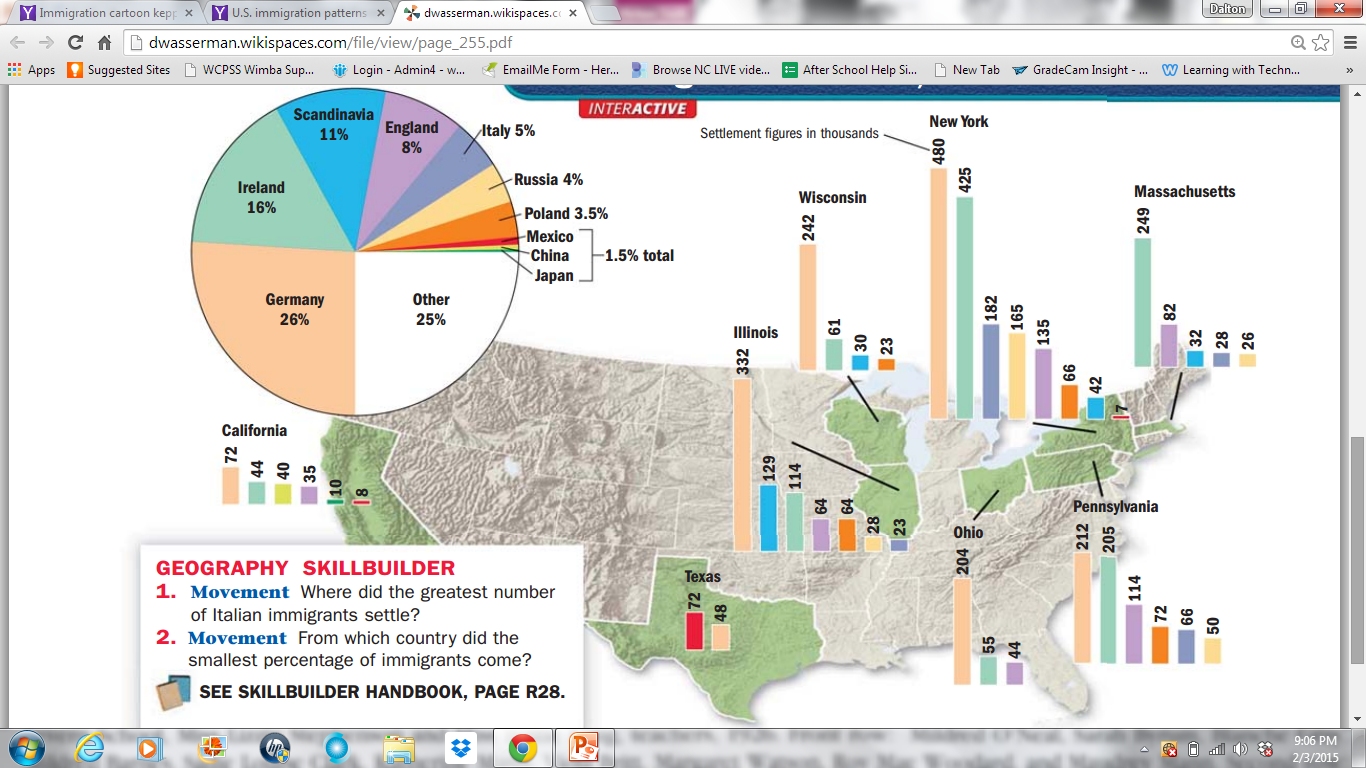 Immigration cartoon kepp
U.S. immigration patterns
dwasserman.wikispaces.co
Dalton
dwasserman.wikispaces.com/file/view/page_255.pdf
Apps
Suggested Sites
WCPSS Wimba Sup...
Login - Admin4 - w...
EmailMe Form - Her...
Browse NC LIVE vide...
After School Help Si...
New Tab
GradeCam Insight - ...
Learning with Techn...
»
INTERACTIVE
Scandinavia
11%
England
8%
Italy 5%
Russia 4%
Poland 3.5%
Mexico
China
Japan
1.5% total
Ireland
16%
Germany
26%
Other
25%
Settlement figures in thousands
New York
480
425
182
165
135
66
42
7
Wisconsin
242
61
30
23
Massachusetts
249
82
32
28
26
Illinois
332
129
114
64
64
28
23
California
72
44
40
35
10
8
Texas
72
48
Ohio
204
55
44
Pennsylvania
212
205
114
72
66
50
GEOGRAPHY SKILLBUILDER
1. Movement Where did the greatest number
of Italian immigrants settle?
2. Movement From which country did the
smallest percentage of immigrants come?
SEE SKILLBUILDER HANDBOOK, PAGE R28.
9:06 PM
2/3/2015